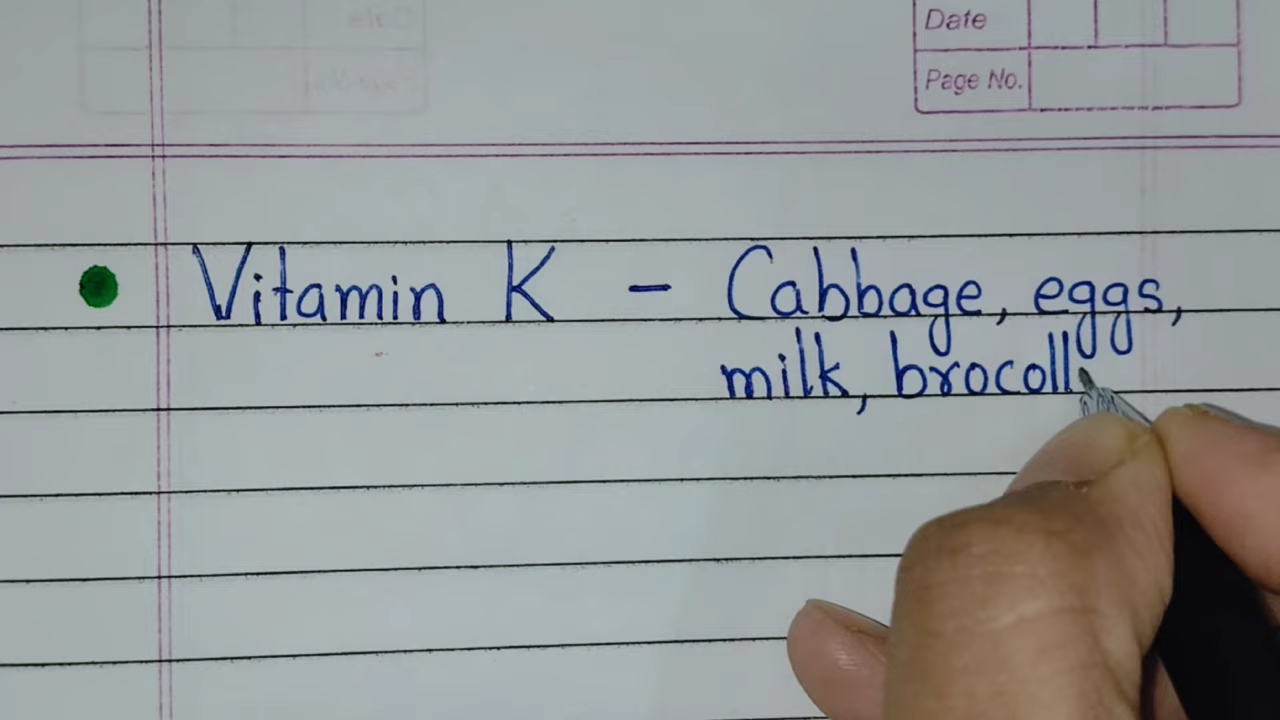 Date
Page No.
Vitamin K - Cabbage, eggs,
milk, brocoll